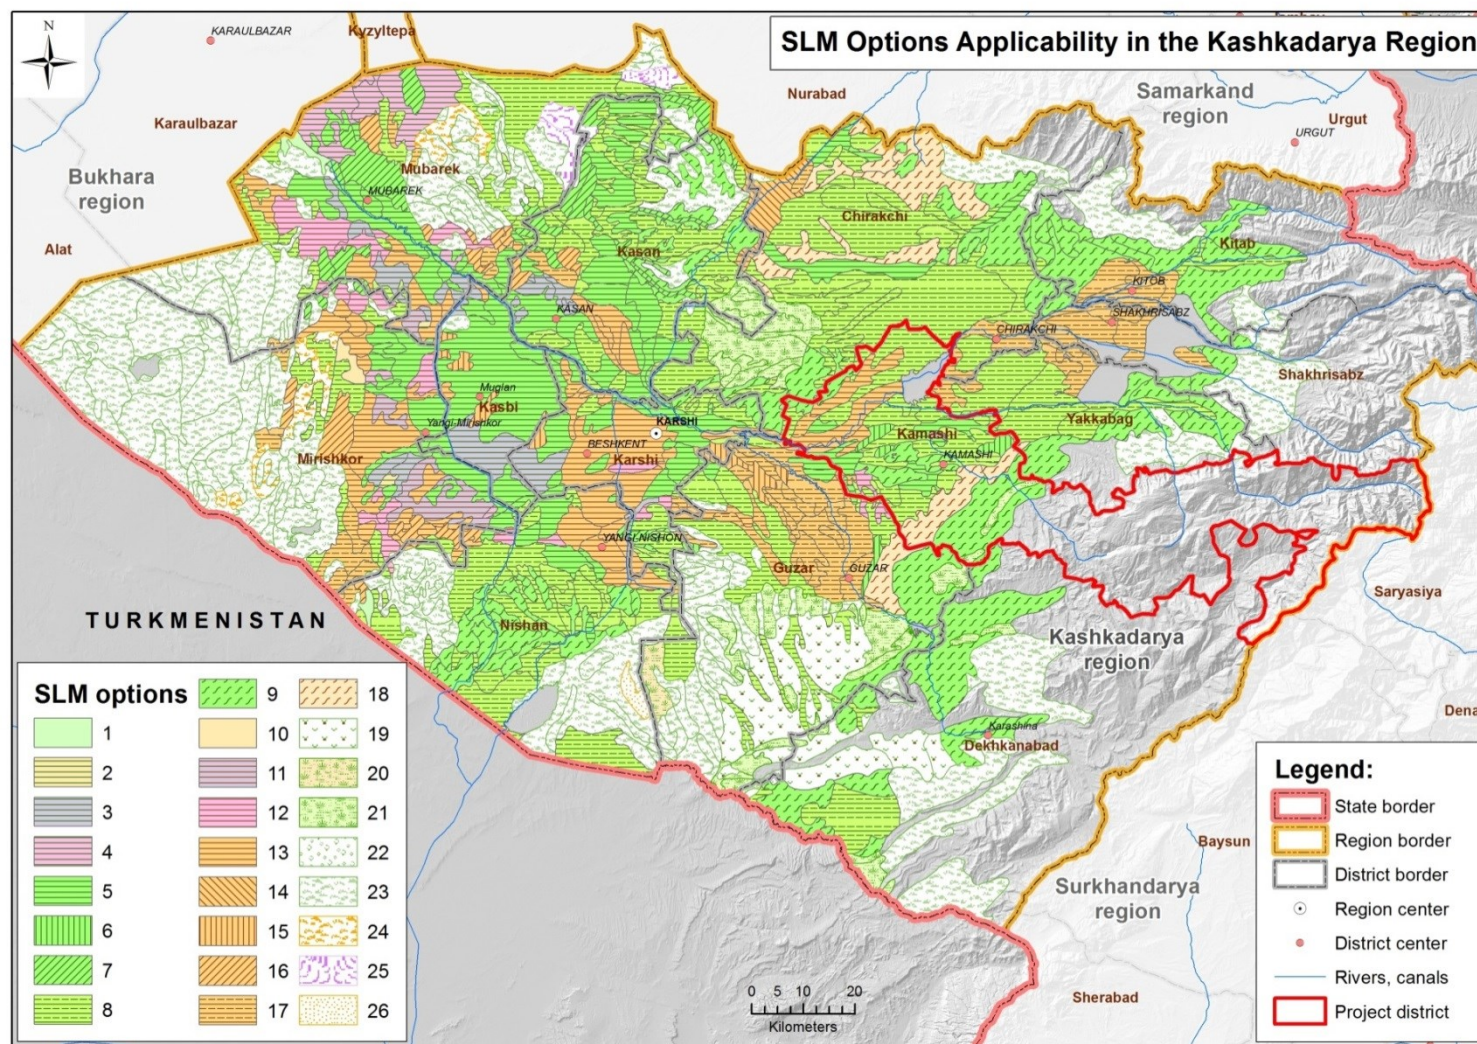 SLM Options Applicability in the Kashkadarya Region
N
KARAULBAZAR
Kyzyltepa
Nurabad
Samarkand
region
Urgut
URGUT
Karaulbazar
Bukhara
region
Alat
Mubarek
MUBAREK
Chirakchi
Kasan
Kitab
KITOB
KASAN
SHAKHRISABZ
CHIRAKCHI
Shakhrisabz
Muglan
Kasbi
Yangi-Mirishkor
KARSHI
Yakkabag
Kamashi
KAMASHI
BESHKENT
Karshi
Mirishkor
YANGI-NISHON
Guzar
GUZAR
Saryasiya
TURKMENISTAN
Nishan
Kashkadarya
region
Karashina
Dekhkanabad
Dena
Baysun
Surkhandarya
region
Sherabad
SLM options
1
2
3
4
5
6
7
8
9
10
11
12
13
14
15
16
17
18
19
20
21
22
23
24
25
26
0 5 10 20
Kilometers
Legend:
State border
Region border
District border
Region center
District center
Rivers, canals
Project district